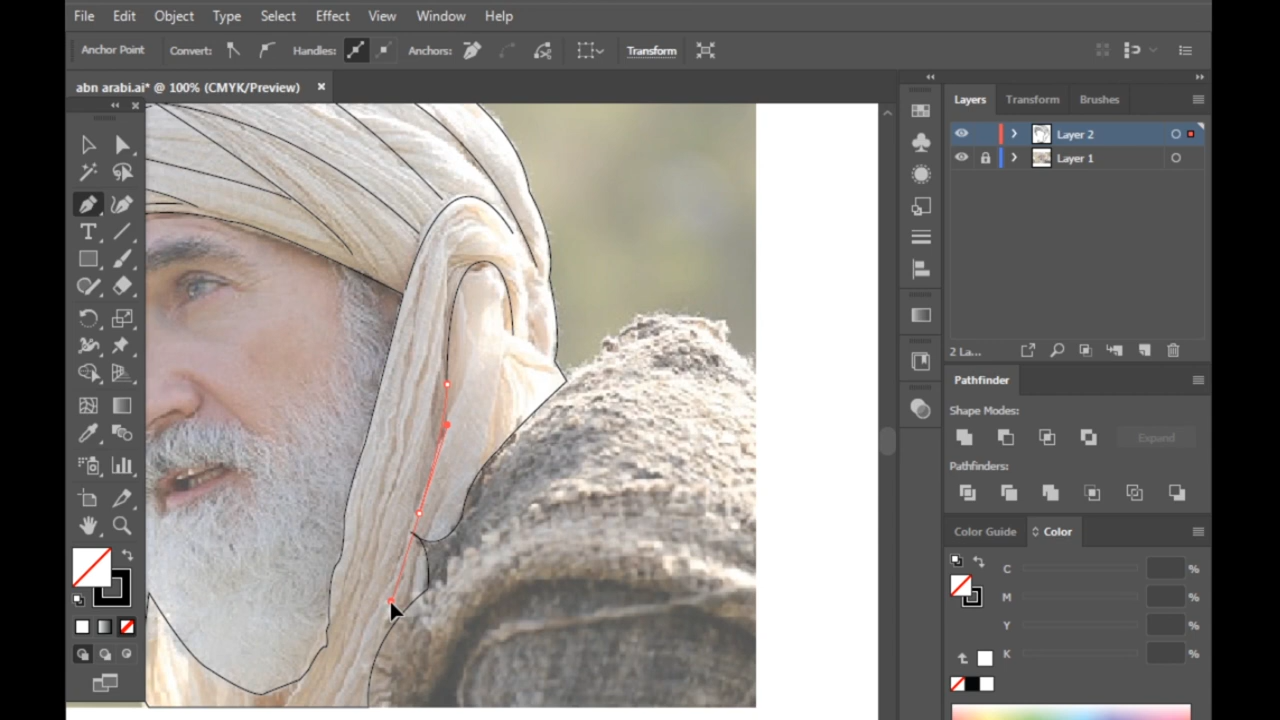 File Edit Object Type Select Effect View Window Help
Anchor Point Convert: Handles: Anchors: Transform
abn arabi.ai* @ 100% (CMYK/Preview) ×
Layers Transform Brushes
Layer 2
Layer 1
2 La...
Pathfinder
Shape Modes:
Expand
Pathfinders:
Color Guide Color
C %
M %
Y %
K %